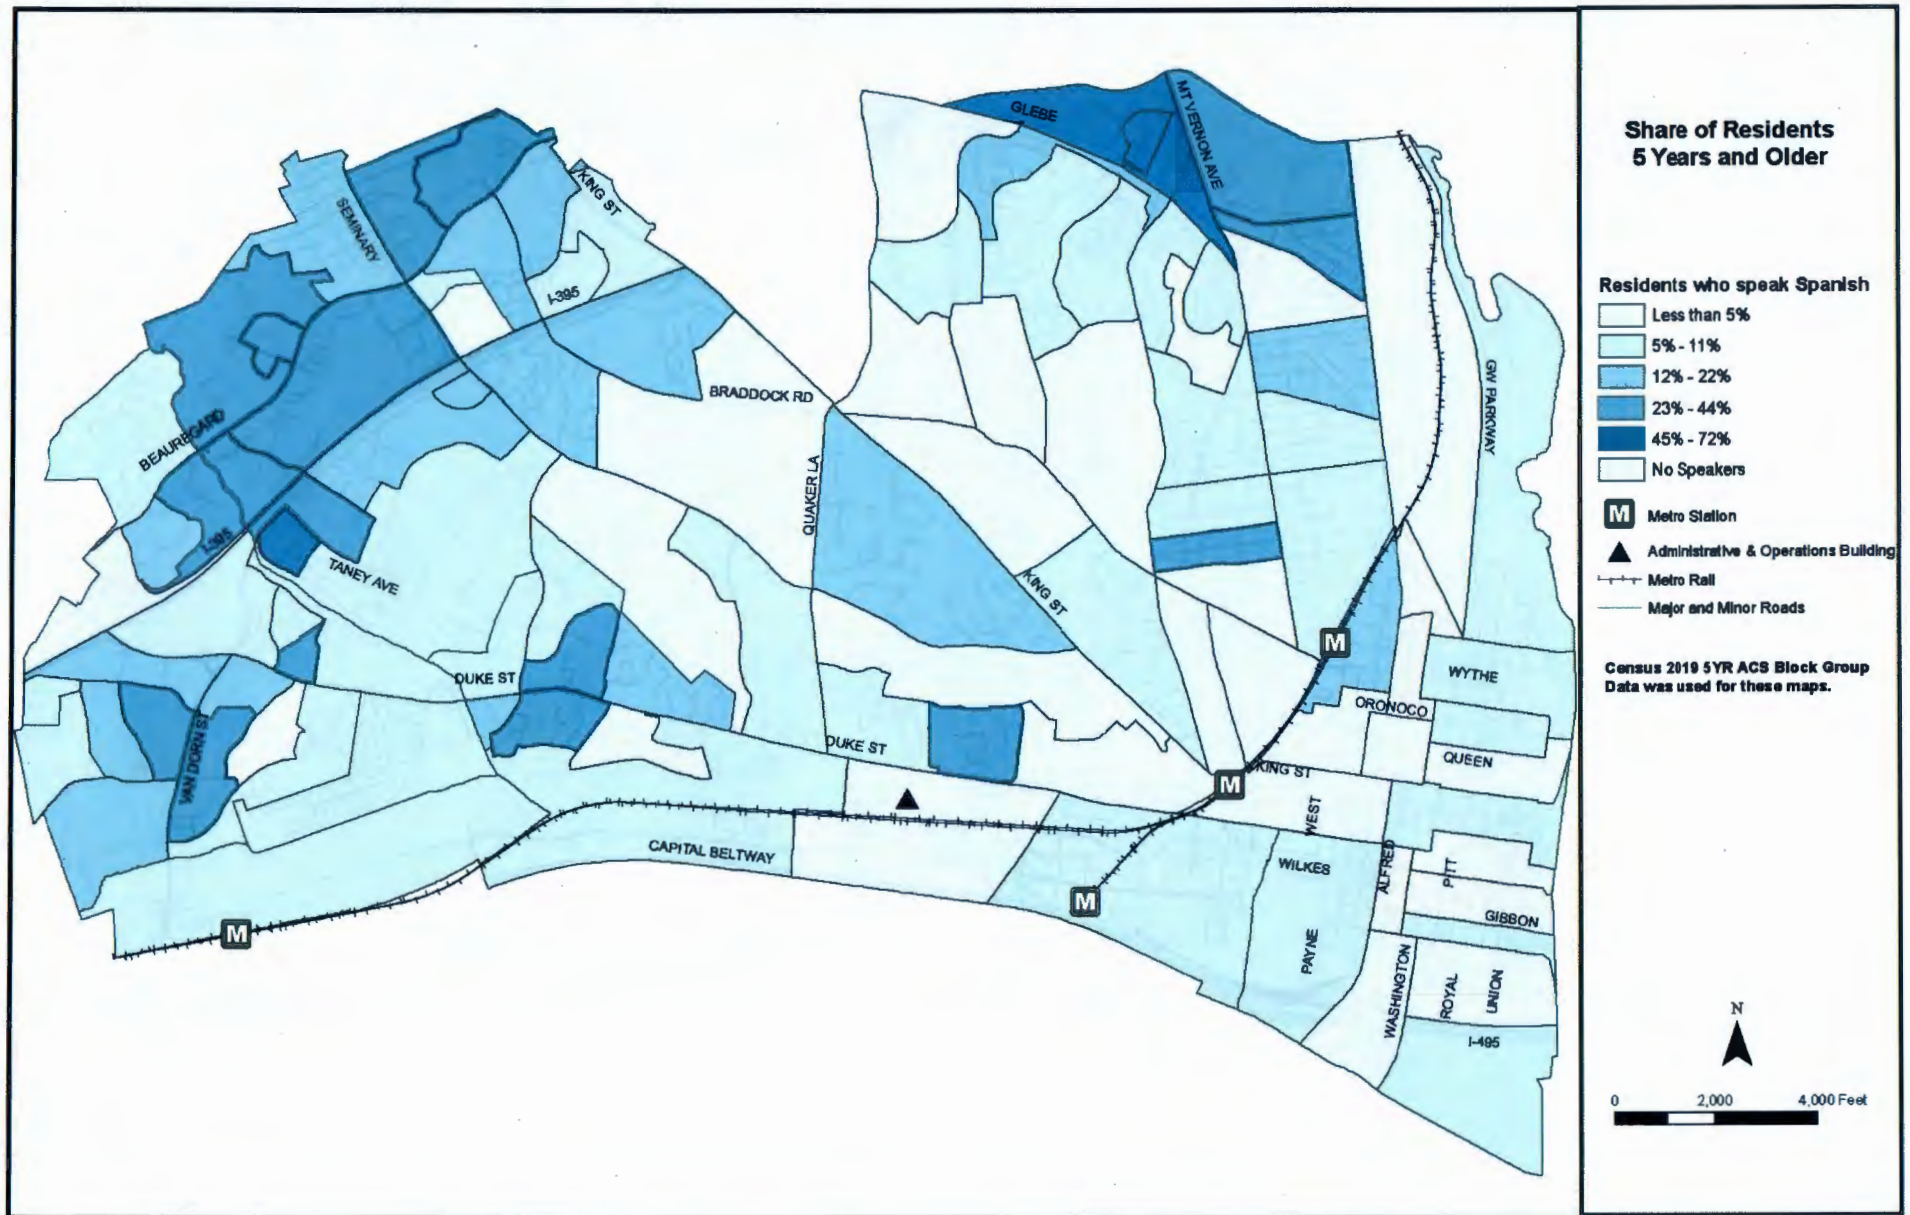 GLEBE
MT VERNON AVE
KING ST
SEMINARY
I-395
BRADDOCK RD
GW PARKWAY
BEAUREGARD
QUAKER LA
I-395
TANEY AVE
KING ST
DUKE ST
M
WYTHE
ORONOCO
VAN DORN ST
DUKE ST
QUEEN
KING ST
M
WEST
CAPITAL BELTWAY
WILKES
ALFRED
PITT
M
GIBBON
M
PAYNE
WASHINGTON
ROYAL
UNION
I-495
Share of Residents
5 Years and Older
Residents who speak Spanish
Less than 5%
5% - 11%
12% - 22%
23% - 44%
45% - 72%
No Speakers
M Metro Station
Administrative & Operations Building
Metro Rail
Major and Minor Roads
Census 2019 5YR ACS Block Group
Data was used for these maps.
N
0 2,000 4,000 Feet